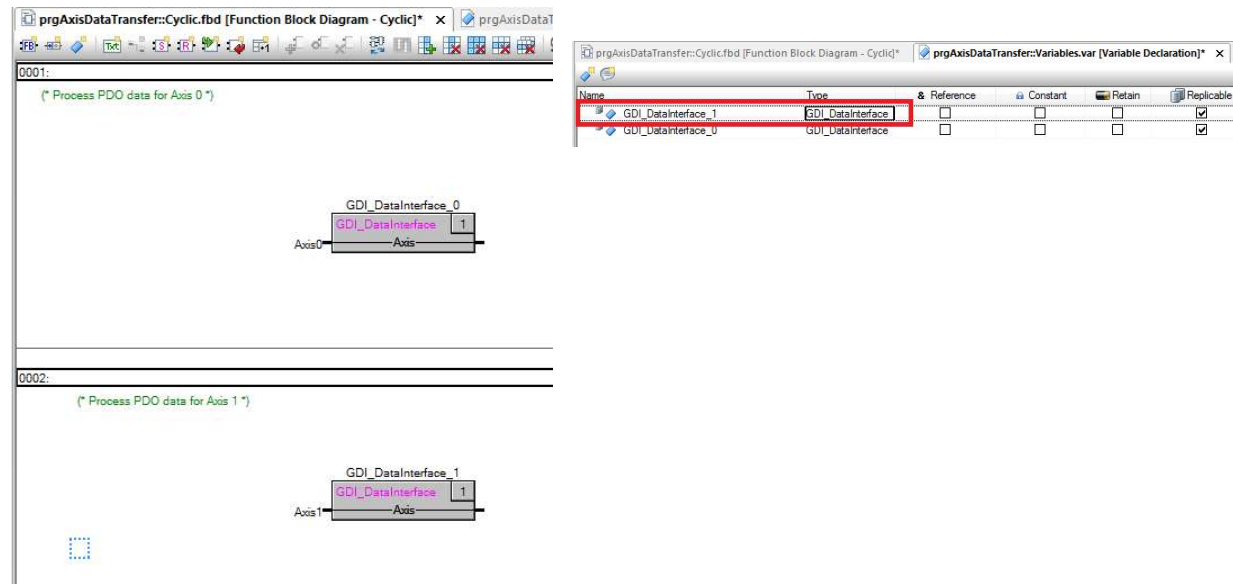 prgAxisDataTransfer::Cyclic.fbd [Function Block Diagram - Cyclic]* × prgAxisDataT
0001:
(* Process PDO data for Axis 0 *)
GDI_DataInterface_0
GDI_DataInterface 1
Axis0 Axis
0002:
(* Process PDO data for Axis 1 *)
GDI_DataInterface_1
GDI_DataInterface 1
Axis1 Axis
prgAxisDataTransfer::Cyclic.fbd [Function Block Diagram - Cyclic]* prgAxisDataTransfer::Variables.var [Variable Declaration]* ×
Name Type & Reference Constant Retain Replicable
GDI_DataInterface_1 GDI_DataInterface
GDI_DataInterface_0 GDI_DataInterface